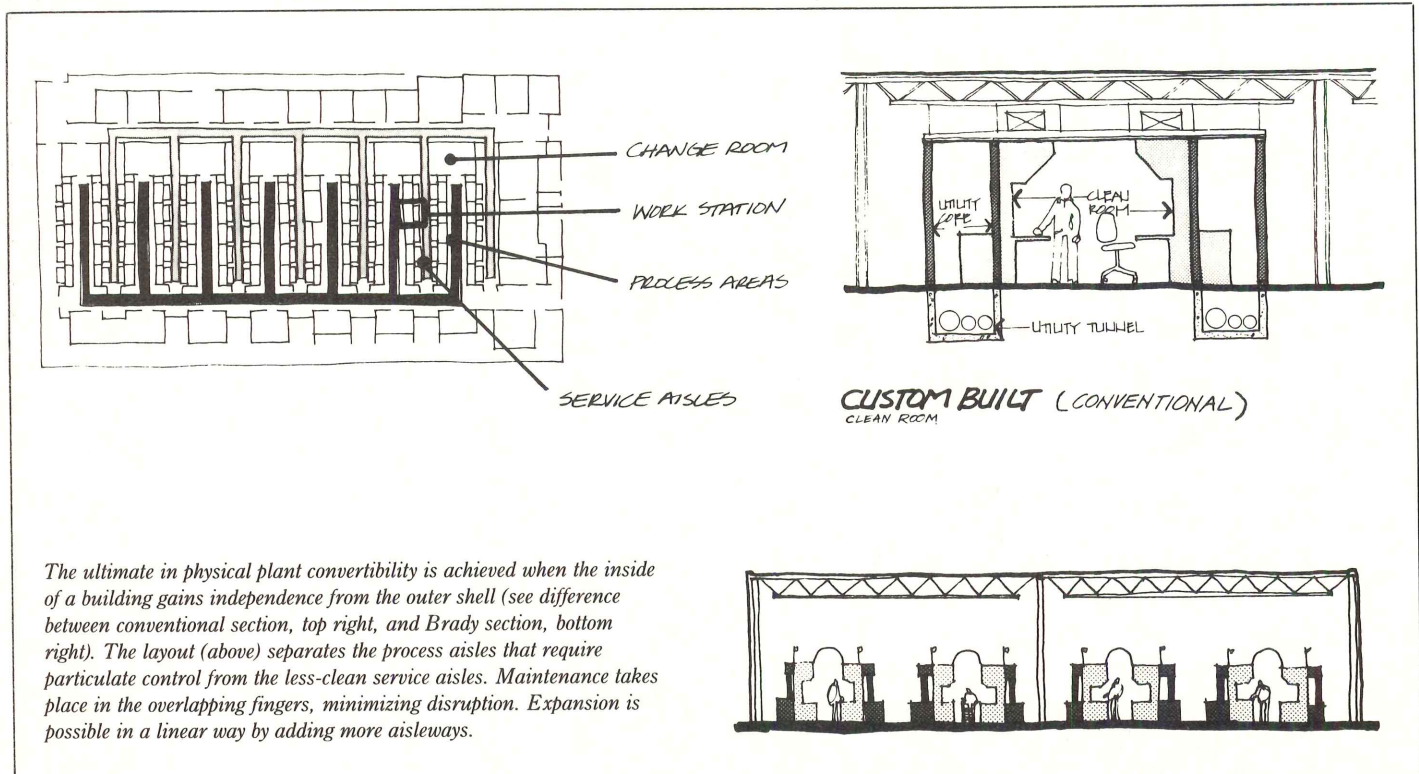 CHANGE ROOM
WORK STATION
PROCESS AREAS
SERVICE AISLES
UTILITY
CORE
CLEAN
ROOM
UTILITY TUNNEL
CUSTOM BUILT (CONVENTIONAL)
CLEAN ROOM
The ultimate in physical plant convertibility is achieved when the inside
of a building gains independence from the outer shell (see difference
between conventional section, top right, and Brady section, bottom
right). The layout (above) separates the process aisles that require
particulate control from the less-clean service aisles. Maintenance takes
place in the overlapping fingers, minimizing disruption. Expansion is
possible in a linear way by adding more aisleways.